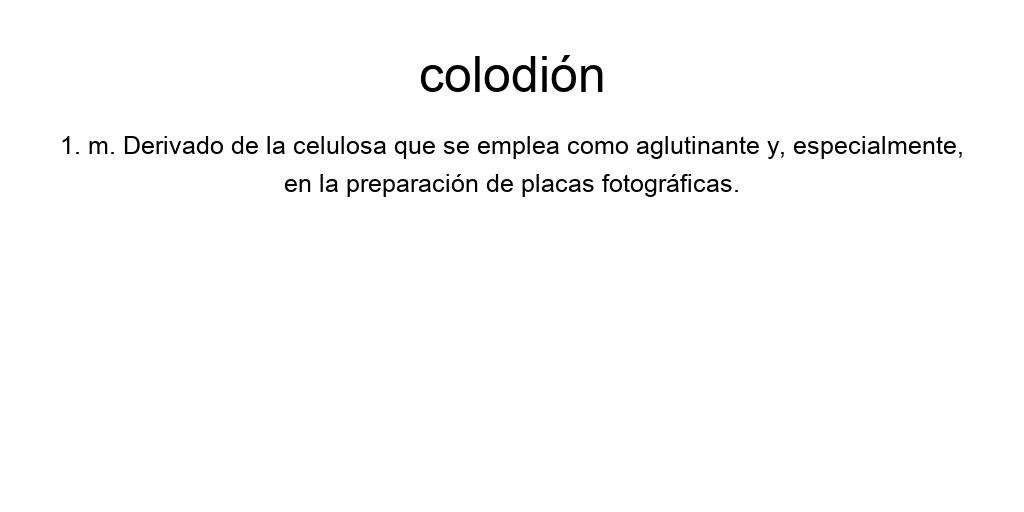 colodión
1. m. Derivado de la celulosa que se emplea como aglutinante y, especialmente,
en la preparación de placas fotográficas.